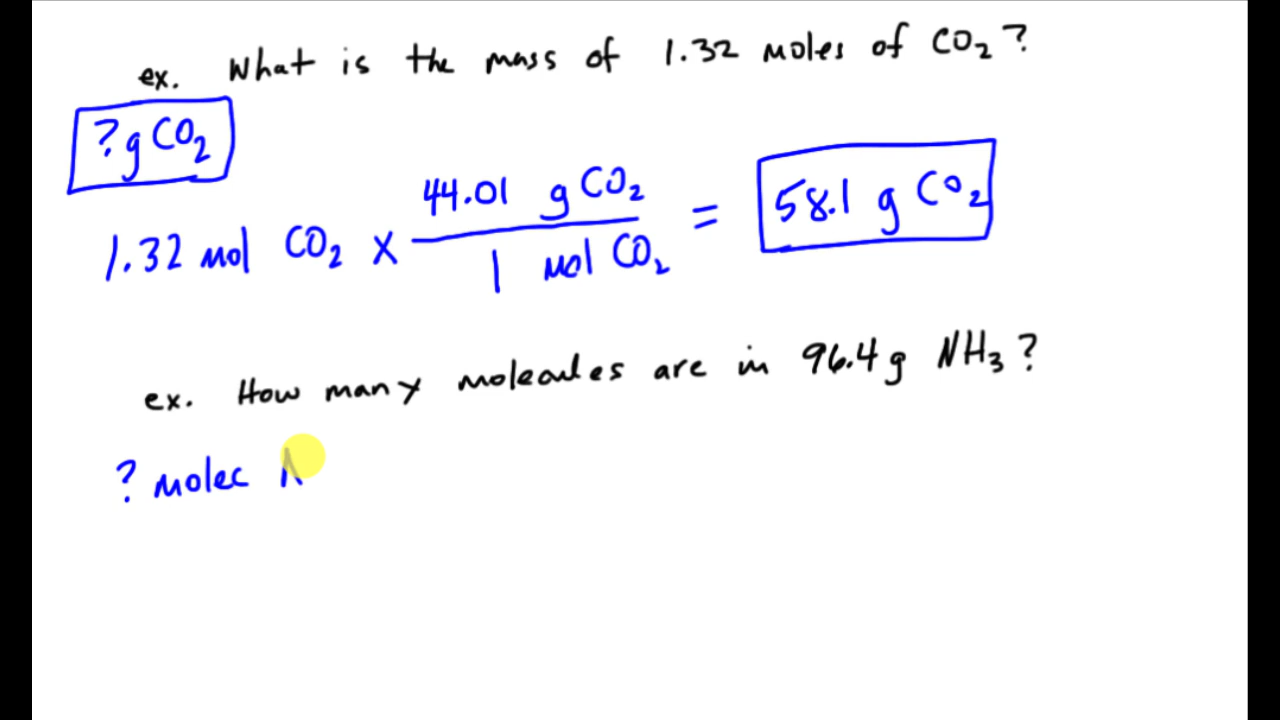 ex. What is the mass of 1.32 moles of CO₂?
? g CO₂
1.32 mol CO₂ x 44.01 g CO₂ / 1 mol CO₂ = 58.1 g CO₂
ex. How many molecules are in 96.4 g NH₃?
? molec N